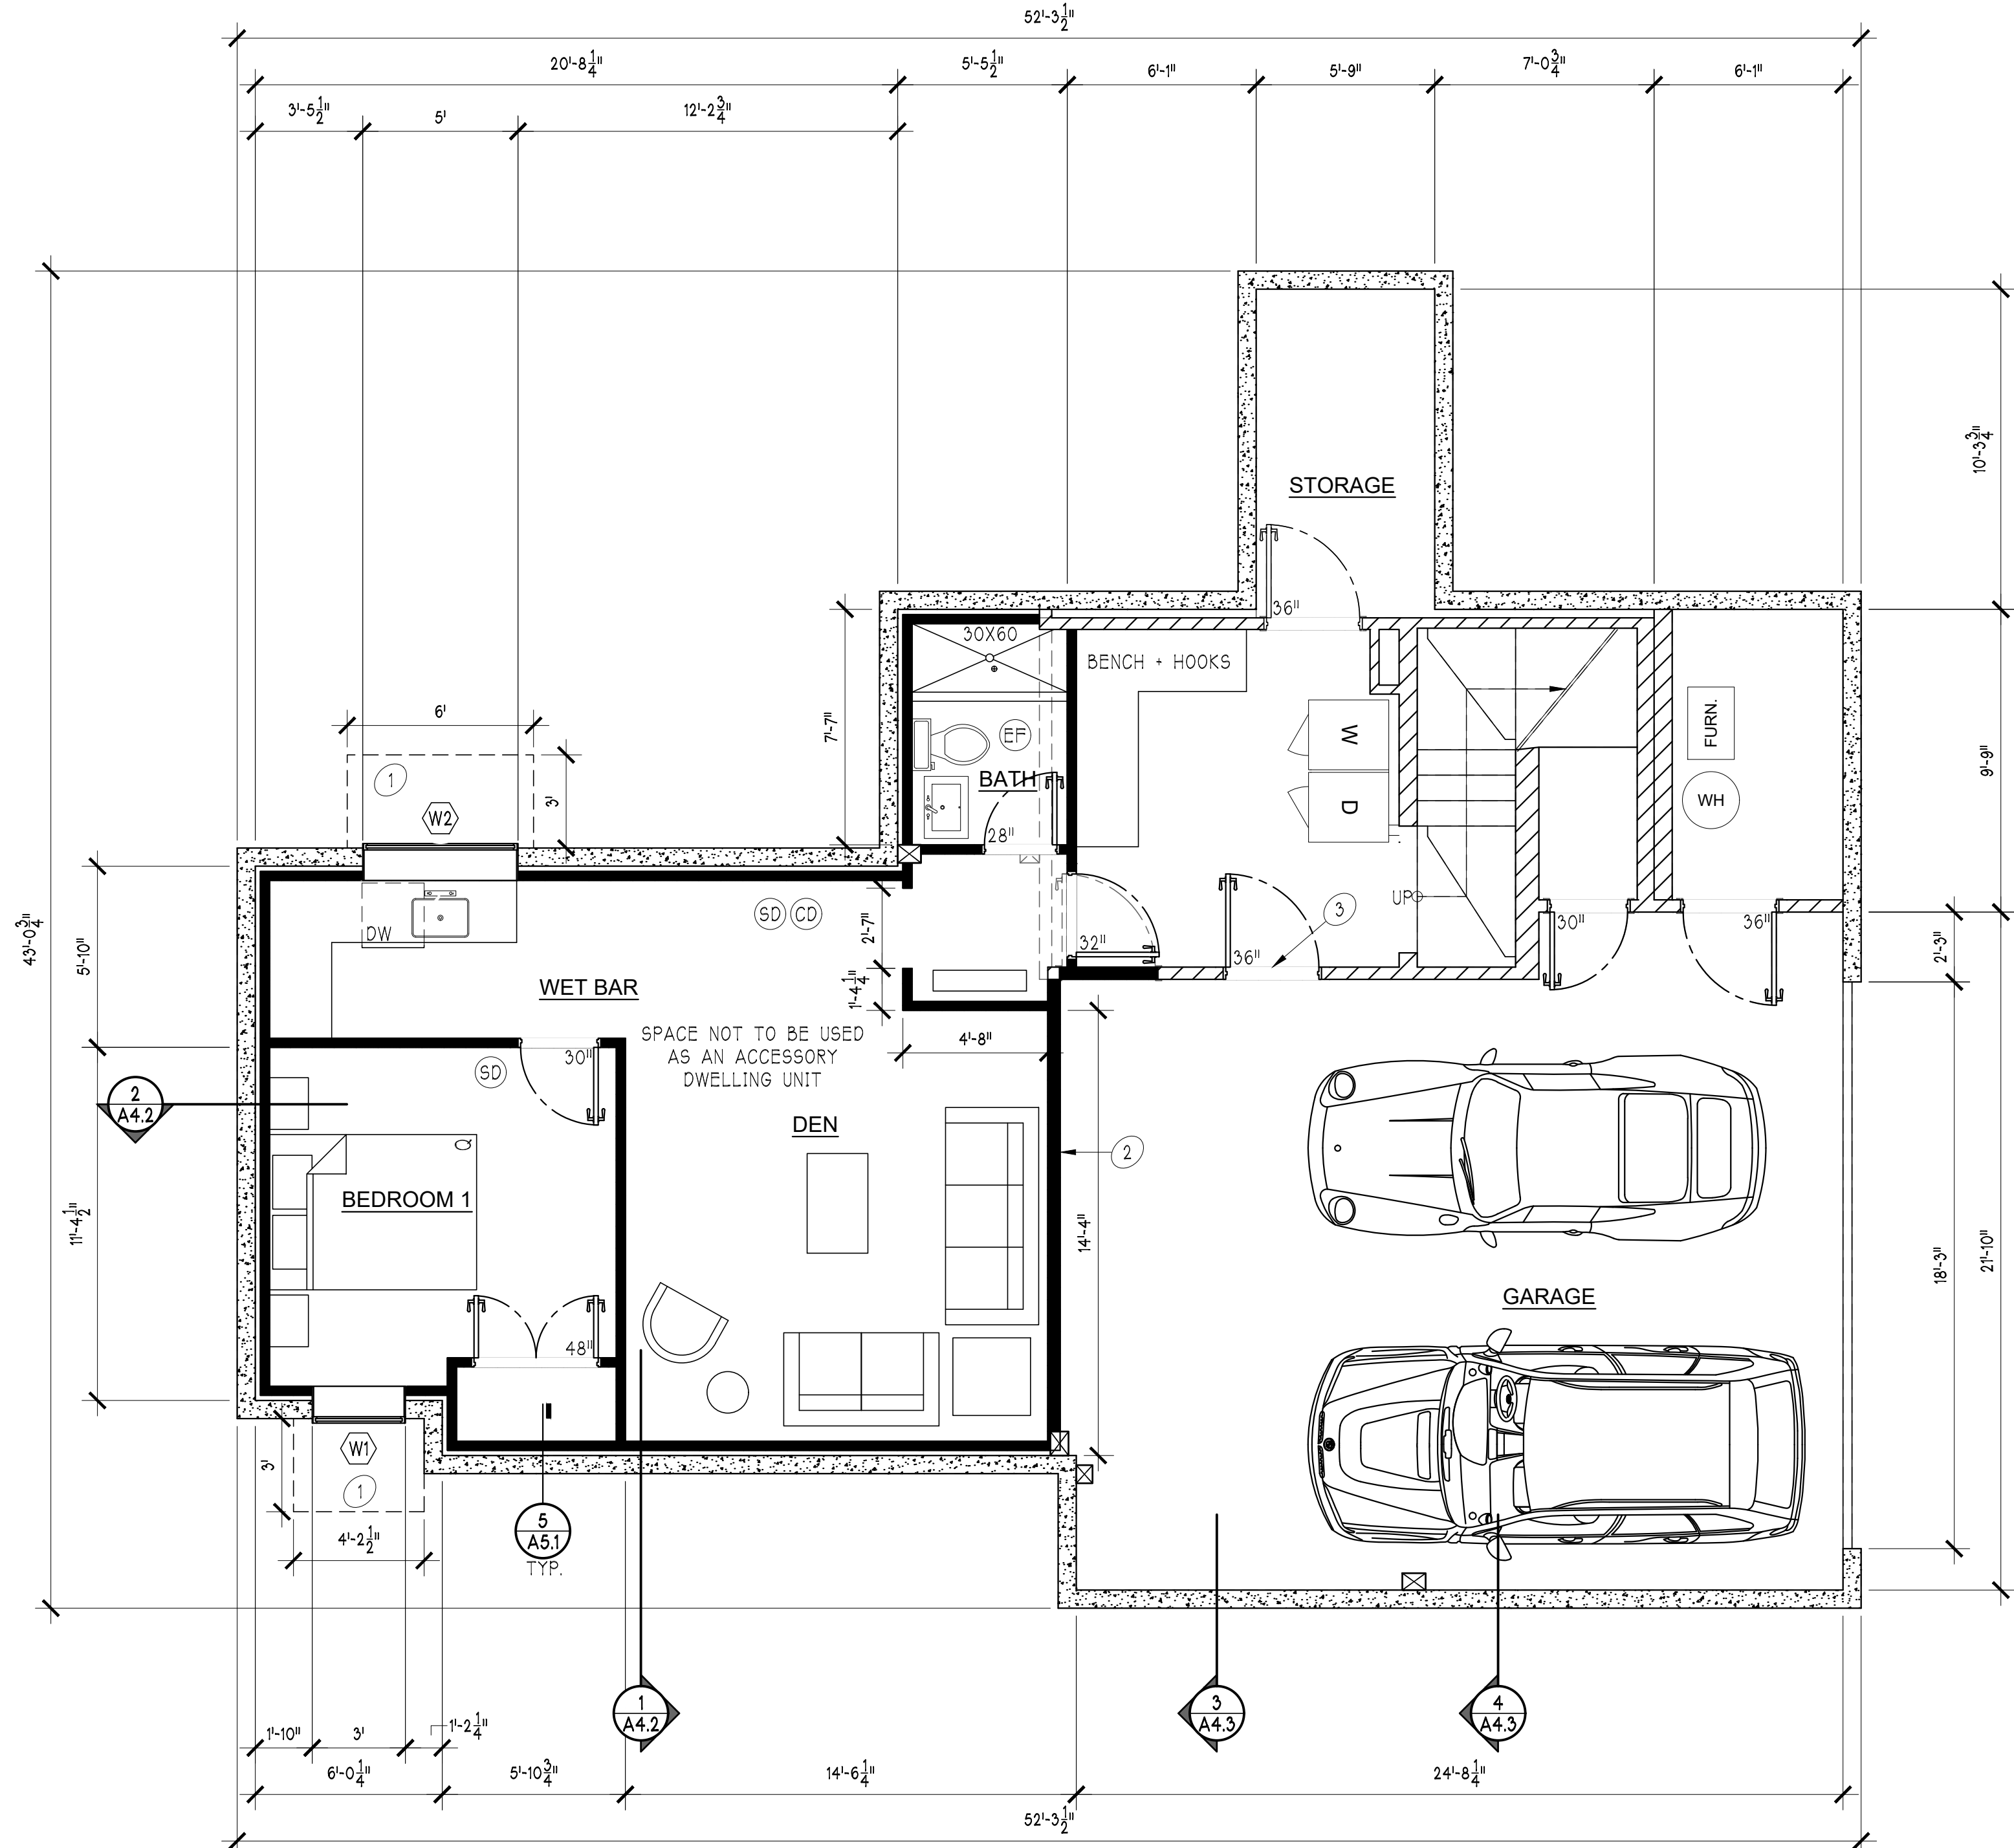 52'-3 1/2"
20'-8 1/4"
5'-5 1/2"
6'-1"
5'-9"
7'-0 3/4"
6'-1"
3'-5 1/2"
5'
12'-2 3/4"
43'-0 3/4"
10'-3 3/4"
STORAGE
36"
30X60
BENCH + HOOKS
7'-7"
6'
3'
1
W2
EF
BATH
28"
W
D
FURN.
WH
9'-9"
UP
3
5'-10"
DW
SD
CD
2'-7"
32"
36"
30"
36"
2'-3"
WET BAR
1'-4 1/4"
SPACE NOT TO BE USED
AS AN ACCESSORY
DWELLING UNIT
4'-8"
30"
SD
2
A4.2
DEN
2
Q
BEDROOM 1
11'-4 1/2"
14'-4"
18'-3"
21'-10"
GARAGE
48"
W1
1
3'
4'-2 1/2"
5
A5.1
TYP.
1
A4.2
3
A4.3
4
A4.3
1'-10"
3'
1'-2 1/4"
6'-0 1/4"
5'-10 3/4"
14'-6 1/4"
24'-8 1/4"
52'-3 1/2"